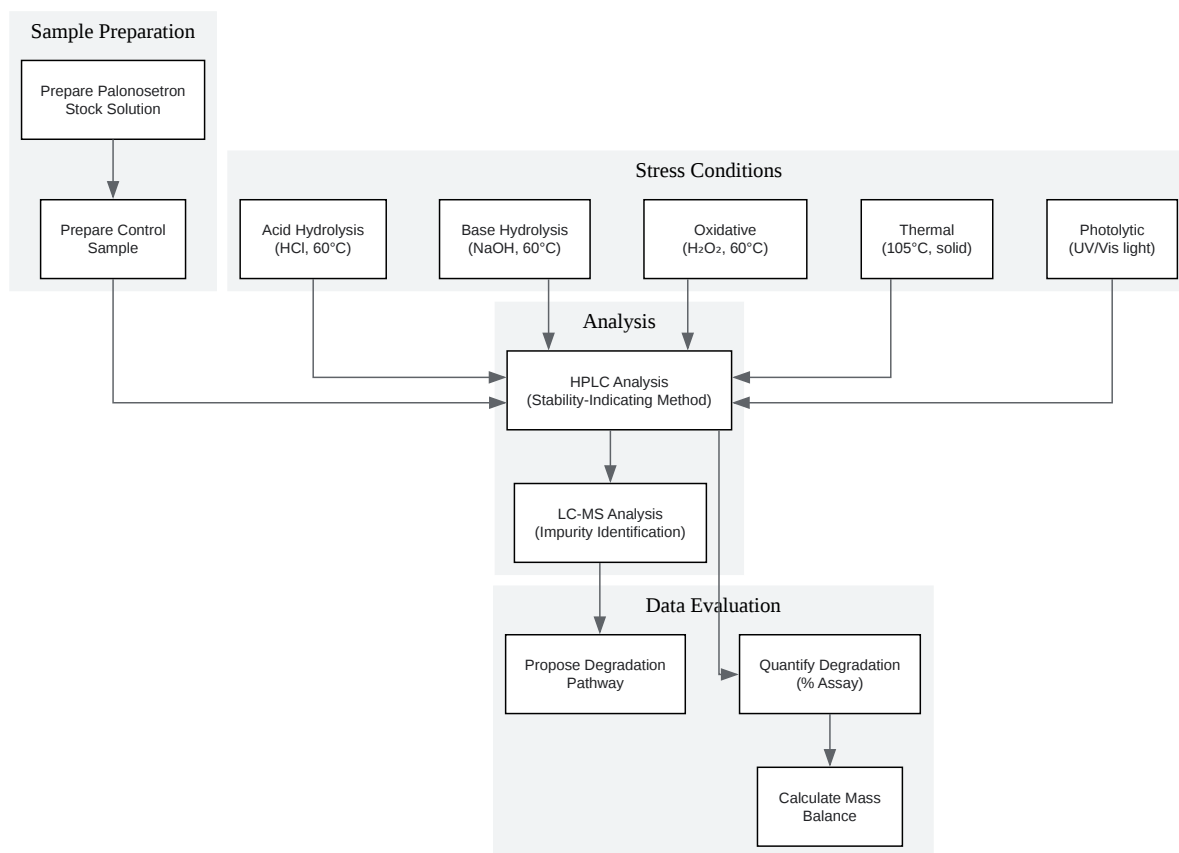 Sample Preparation
Prepare Palonosetron
Stock Solution
Prepare Control
Sample
Stress Conditions
Acid Hydrolysis
(HCl, 60°C)
Base Hydrolysis
(NaOH, 60°C)
Oxidative
(H₂O₂, 60°C)
Thermal
(105°C, solid)
Photolytic
(UV/Vis light)
Analysis
HPLC Analysis
(Stability-Indicating Method)
LC-MS Analysis
(Impurity Identification)
Data Evaluation
Propose Degradation
Pathway
Quantify Degradation
(% Assay)
Calculate Mass
Balance